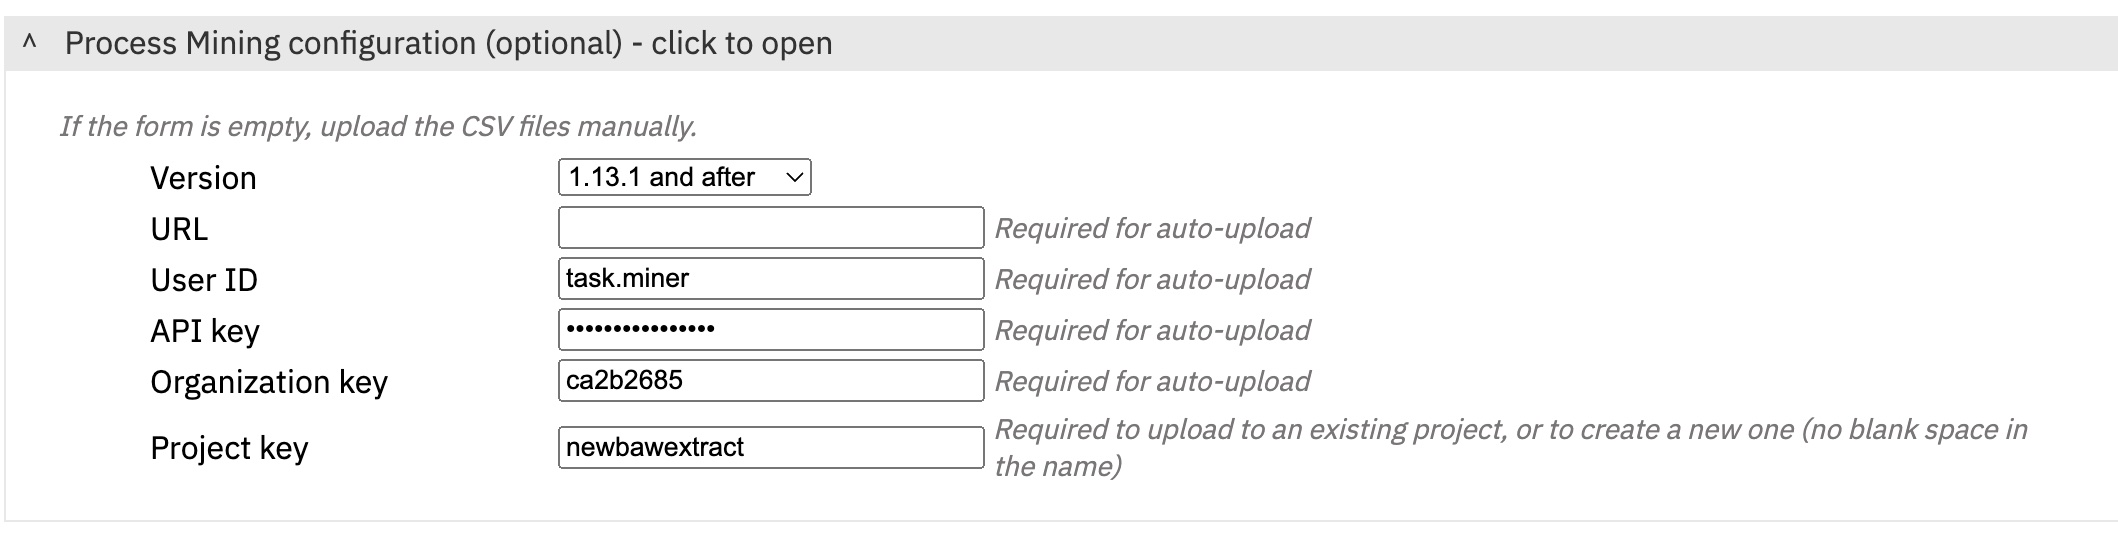 ^ Process Mining configuration (optional) - click to open
If the form is empty, upload the CSV files manually.
Version 1.13.1 and after
URL Required for auto-upload
User ID task.miner Required for auto-upload
API key •••••••••••••••• Required for auto-upload
Organization key ca2b2685 Required for auto-upload
Project key newbawextract Required to upload to an existing project, or to create a new one (no blank space in
the name)